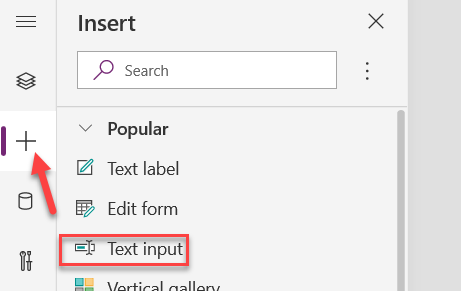 Insert
Search
Popular
Text label
Edit form
Text input
Vertical gallery